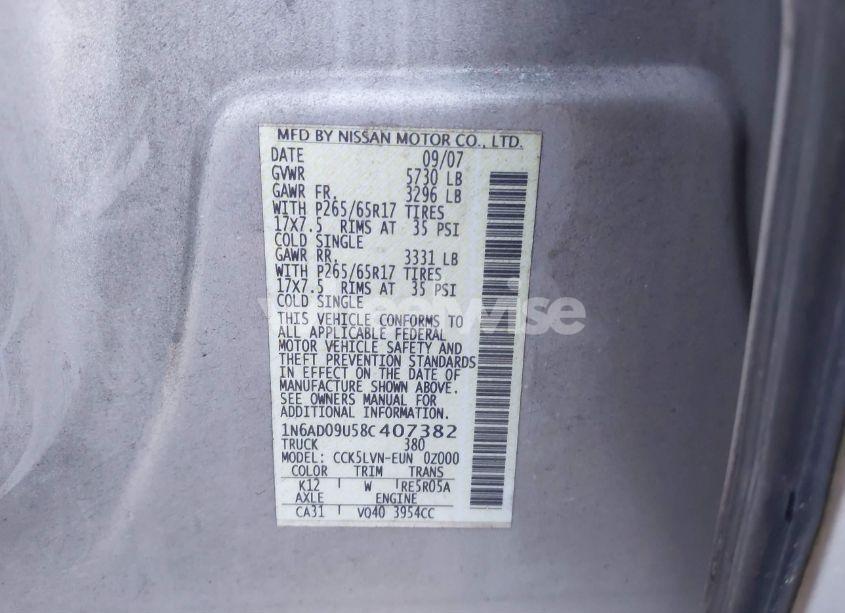 MFD BY NISSAN MOTOR CO., LTD.
DATE 09/07
GVWR 5730 LB
GAWR FR. 3296 LB
WITH P265/65R17 TIRES
17X7.5 RIMS AT 35 PSI
COLD SINGLE
GAWR RR. 3331 LB
WITH P265/65R17 TIRES
17X7.5 RIMS AT 35 PSI
COLD SINGLE
THIS VEHICLE CONFORMS TO
ALL APPLICABLE FEDERAL
MOTOR VEHICLE SAFETY AND
THEFT PREVENTION STANDARDS
IN EFFECT ON THE DATE OF
MANUFACTURE SHOWN ABOVE.
SEE OWNERS MANUAL FOR
ADDITIONAL INFORMATION.
1N6AD09U58C407382
TRUCK 380
MODEL: CCK5LVN-EUN 0Z000
COLOR TRIM TRANS
K12 W RE5R05A
AXLE ENGINE
CA31 VQ40 3954CC